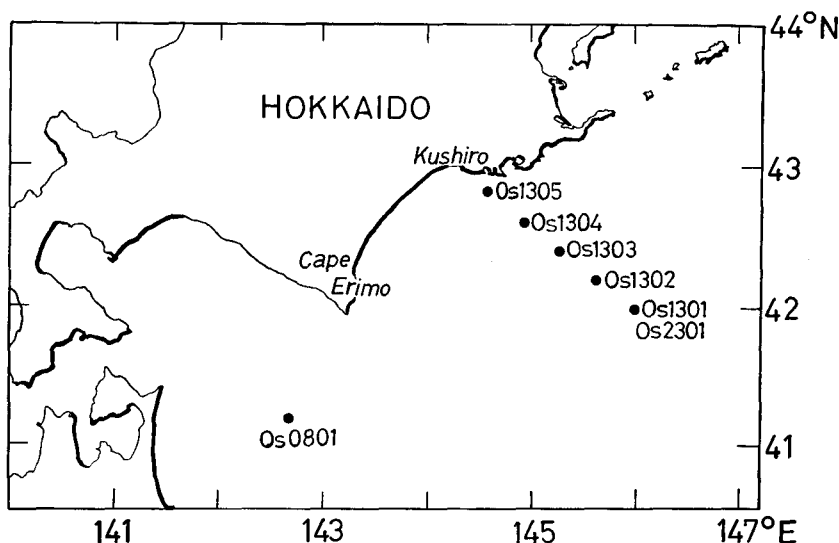 44°N
HOKKAIDO
Kushiro
43
Os1305
Os1304
Cape
Erimo
Os1303
Os1302
Os1301
42
Os2301
Os0801
41
141
143
145
147°E